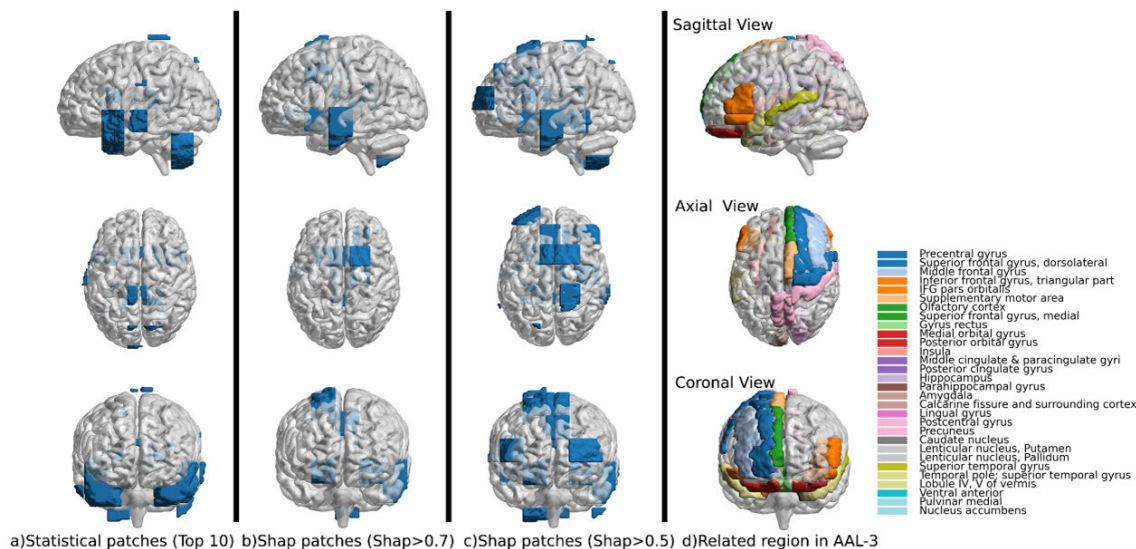 Sagittal View
Axial View
Coronal View
Precentral gyrus
Superior frontal gyrus, dorsolateral
Middle frontal gyrus
Inferior frontal gyrus, triangular part
IFG pars orbitalis
Supplementary motor area
Olfactory cortex
Superior frontal gyrus, medial
Gyrus rectus
Medial orbital gyrus
Posterior orbital gyrus
Insula
Middle cingulate & paracingulate gyri
Posterior cingulate gyrus
Hippocampus
Parahippocampal gyrus
Amygdala
Calcarine fissure and surrounding cortex
Lingual gyrus
Postcentral gyrus
Precuneus
Caudate nucleus
Lenticular nucleus, Putamen
Lenticular nucleus, Pallidum
Superior temporal gyrus
Temporal pole: superior temporal gyrus
Lobule IV, V of vermis
Ventral anterior
Pulvinar medial
Nucleus accumbens
a)Statistical patches (Top 10) b)Shap patches (Shap>0.7) c)Shap patches (Shap>0.5) d)Related region in AAL-3